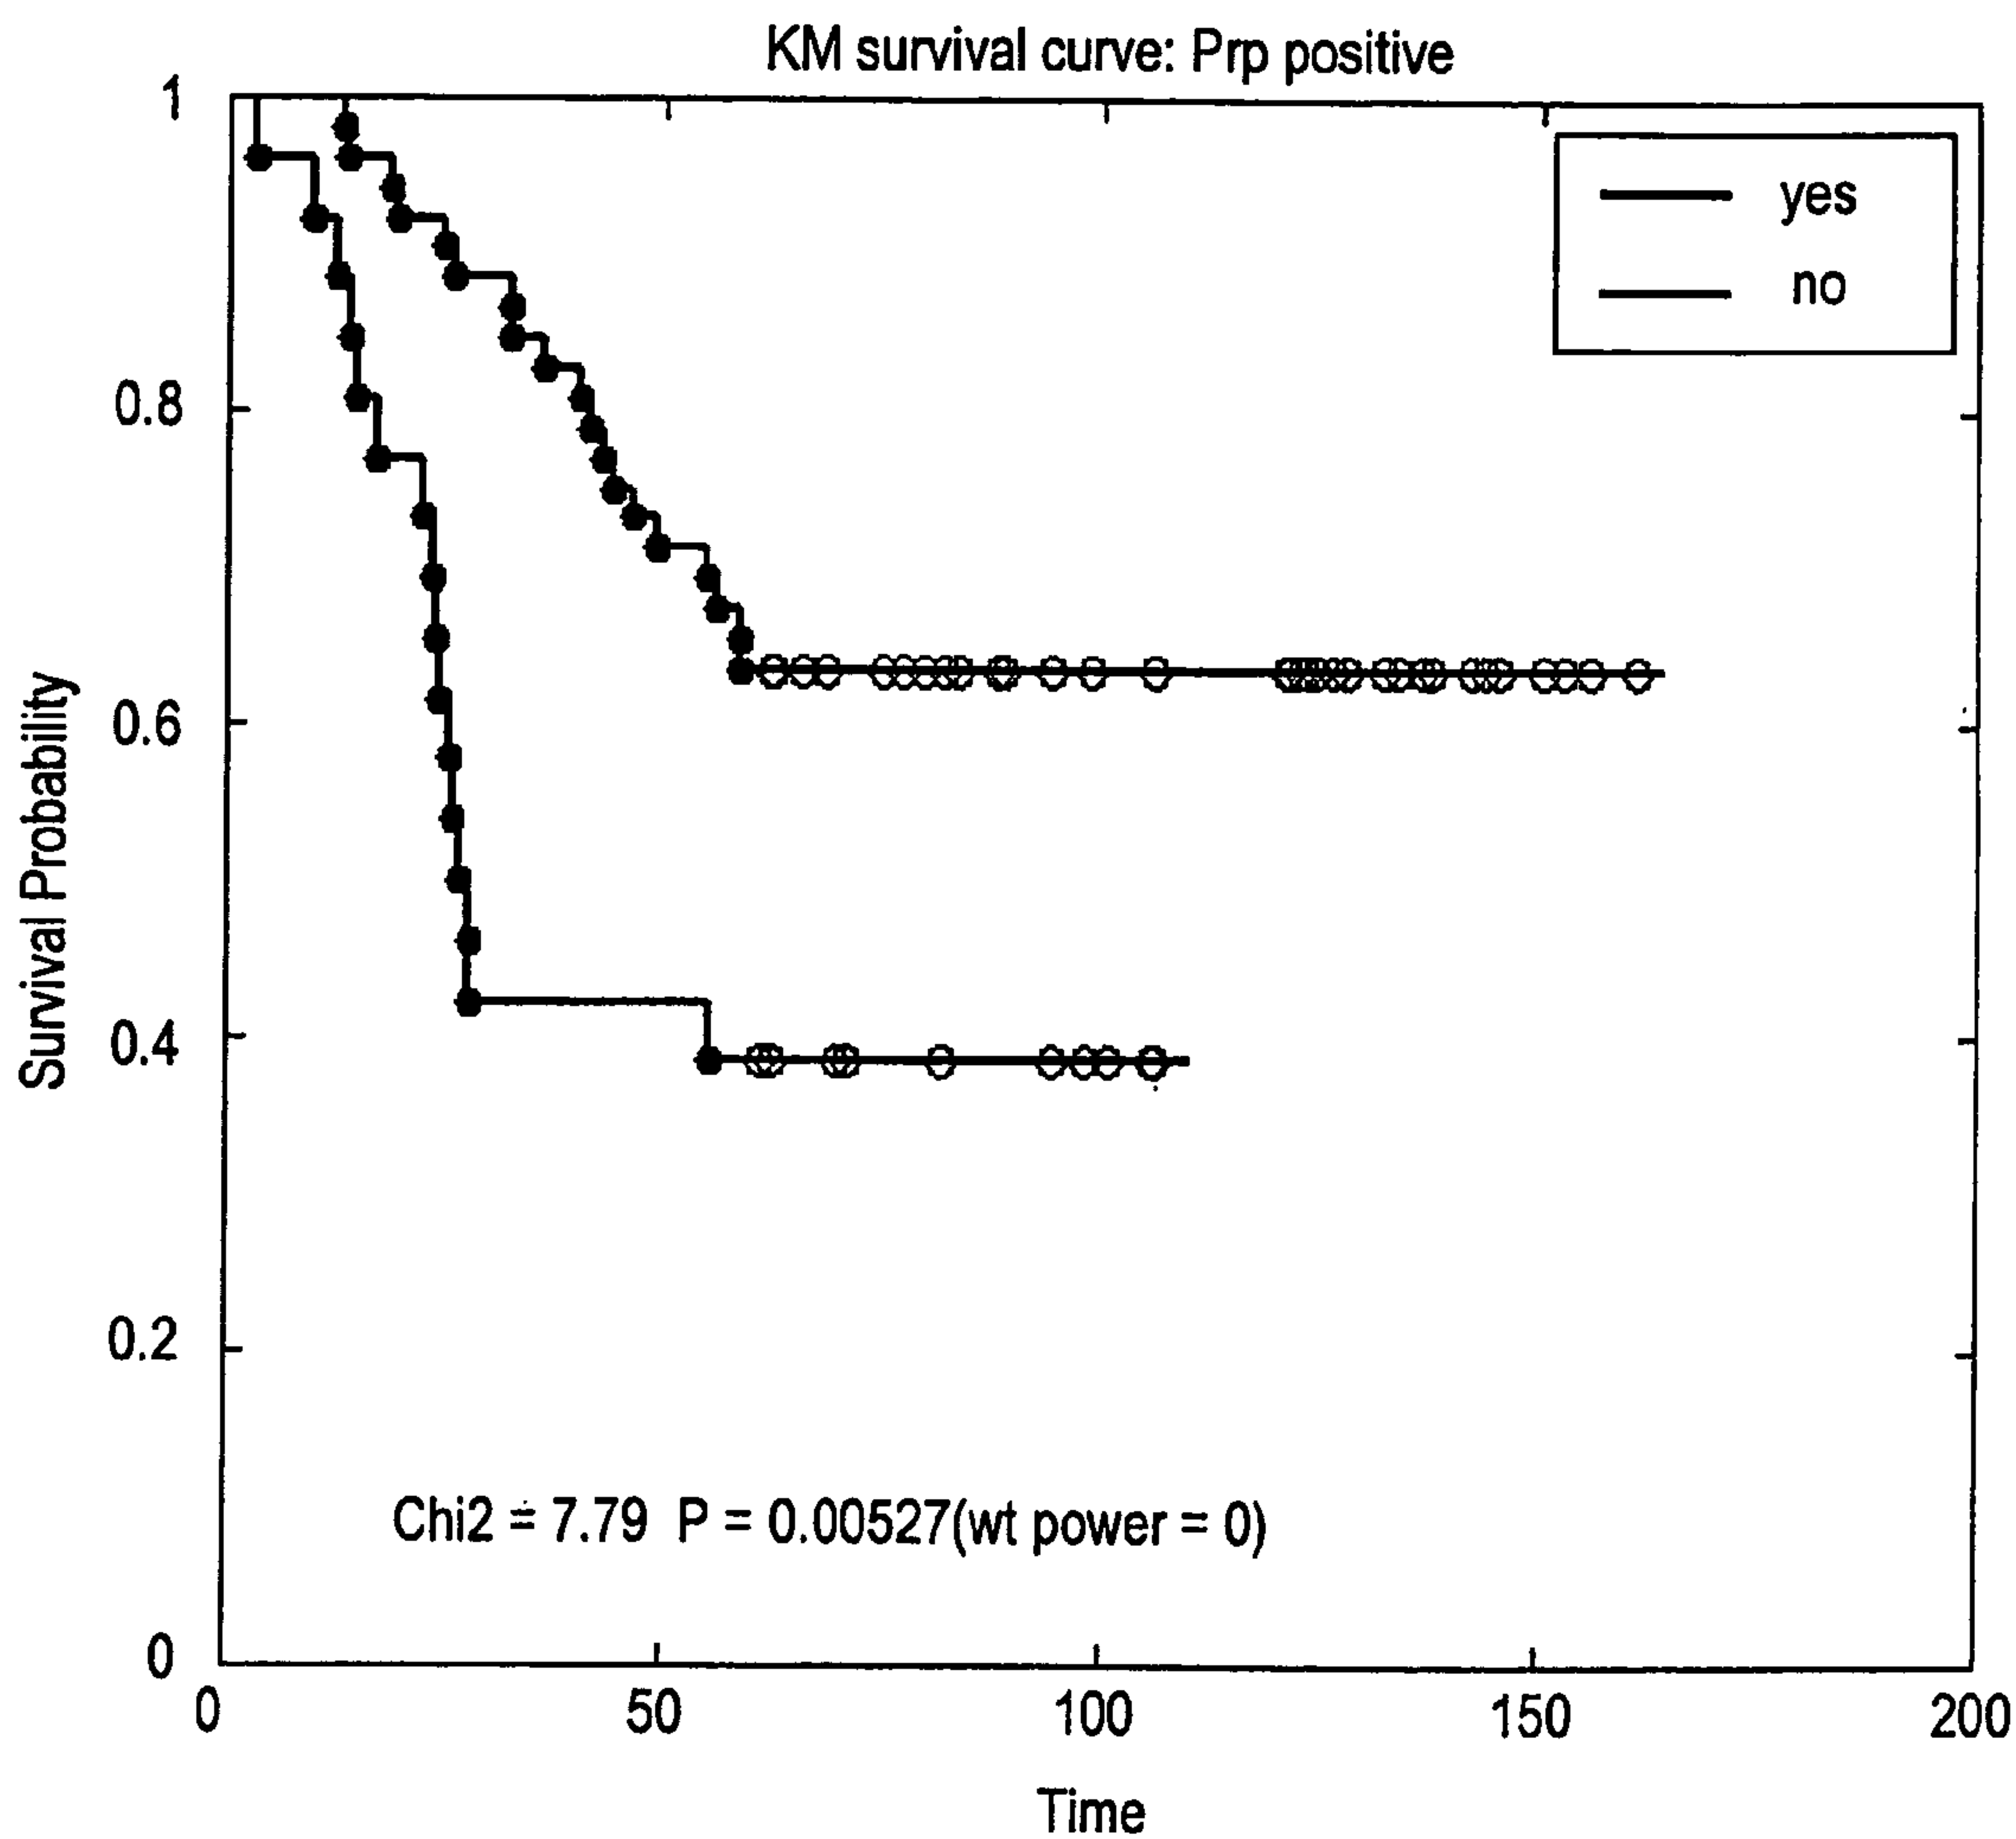 KM survival curve: Prp positive
1
0.8
0.6
0.4
0.2
0
Survival Probability
yes
no
Chi2 = 7.79 P = 0.00527(wt power = 0)
0 50 100 150 200
Time